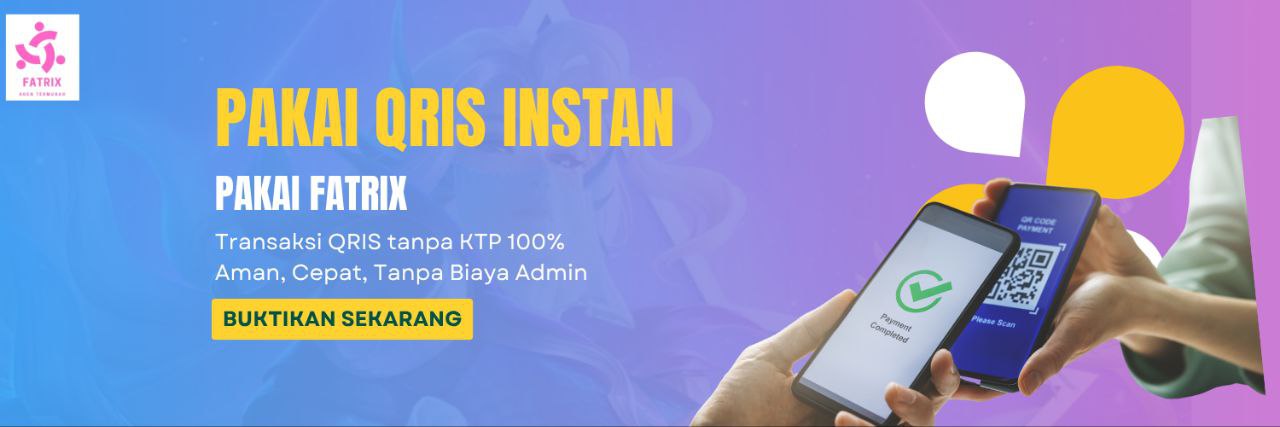 FATRIX
PAKAI QRIS INSTAN
PAKAI FATRIX
Transaksi QRIS tanpa KTP 100%
Aman, Cepat, Tanpa Biaya Admin
BUKTIKAN SEKARANG
QR CODE
PAYMENT
Please Scan
Payment
Completed